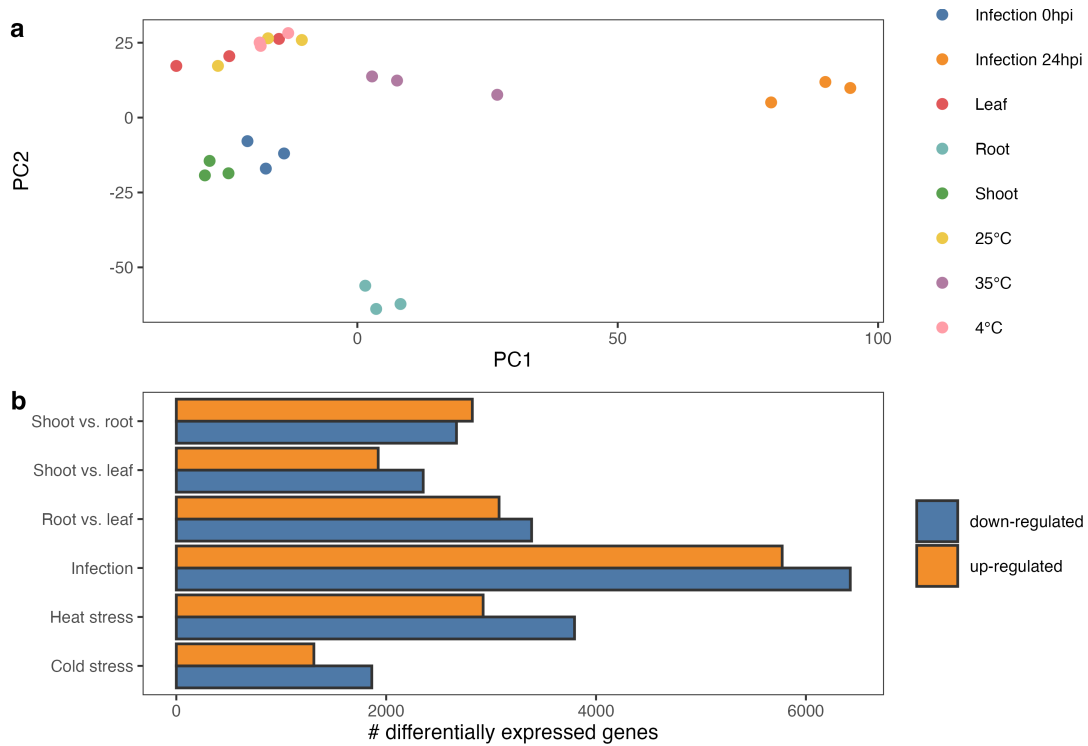 a
25
0
-25
-50
PC2
0
50
100
PC1
Infection 0hpi
Infection 24hpi
Leaf
Root
Shoot
25°C
35°C
4°C
b
Shoot vs. root
Shoot vs. leaf
Root vs. leaf
Infection
Heat stress
Cold stress
0
2000
4000
6000
# differentially expressed genes
down-regulated
up-regulated